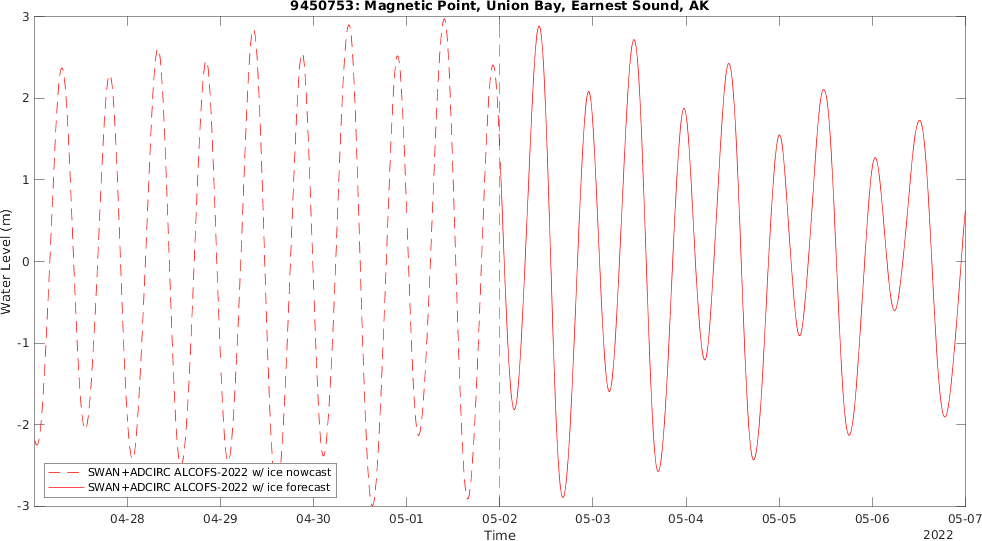 9450753: Magnetic Point, Union Bay, Earnest Sound, AK
3
2
1
0
-1
-2
-3
Water Level (m)
SWAN+ADCIRC ALCOFS-2022 w/ ice nowcast
SWAN+ADCIRC ALCOFS-2022 w/ ice forecast
04-28 04-29 04-30 05-01 05-02 05-03 05-04 05-05 05-06 05-07
Time
2022